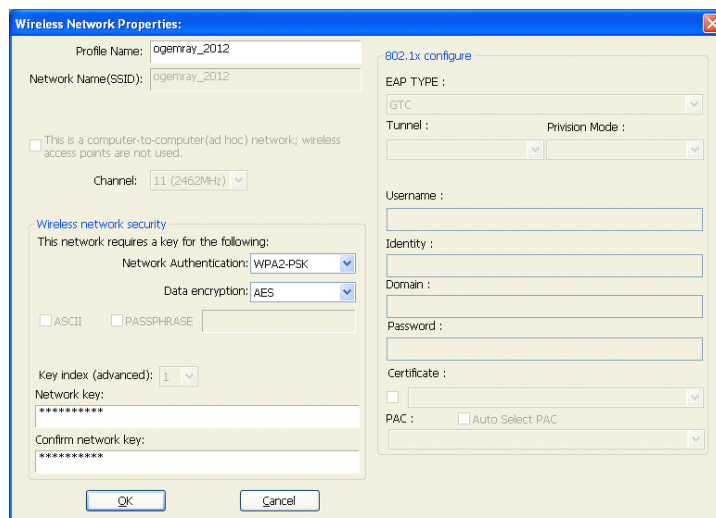 Wireless Network Properties:
Profile Name: ogemray_2012
Network Name(SSID): ogemray_2012
This is a computer-to-computer(ad hoc) network; wireless
access points are not used.
Channel: 11 (2462MHz)
Wireless network security
This network requires a key for the following:
Network Authentication: WPA2-PSK
Data encryption: AES
ASCII PASSPHRASE
Key index (advanced): 1
Network key:
**********
Confirm network key:
**********
OK Cancel
802.1x configure
EAP TYPE :
GTC
Tunnel : Privision Mode :
Username :
Identity :
Domain :
Password :
Certificate :
PAC : Auto Select PAC